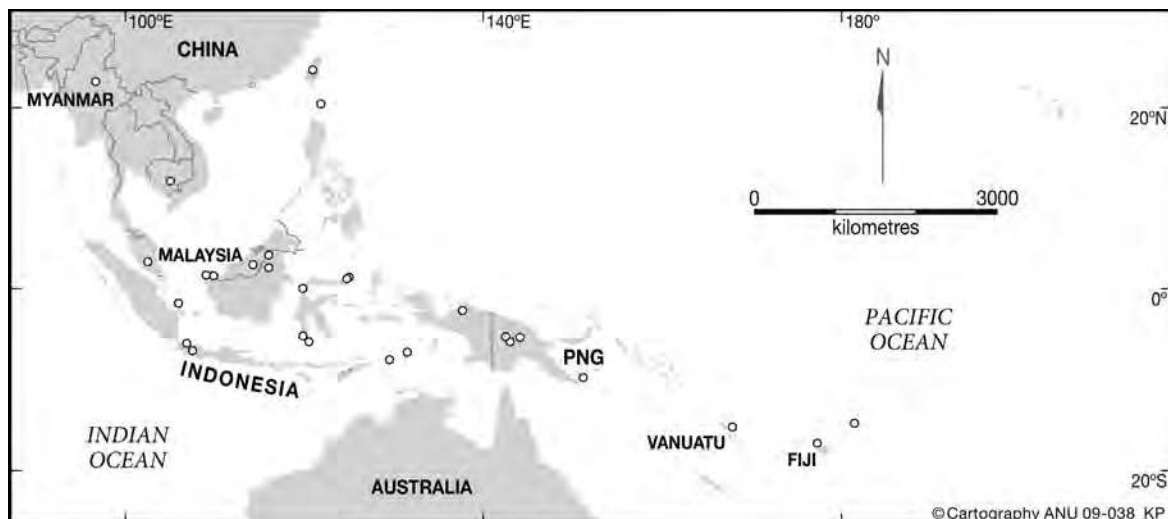 100°E
140°E
180°
CHINA
N
MYANMAR
20°N
0
3000
kilometres
MALAYSIA
0°
PACIFIC
OCEAN
PNG
INDONESIA
INDIAN
OCEAN
VANUATU
FIJI
20°S
AUSTRALIA
©Cartography ANU 09-038 KP